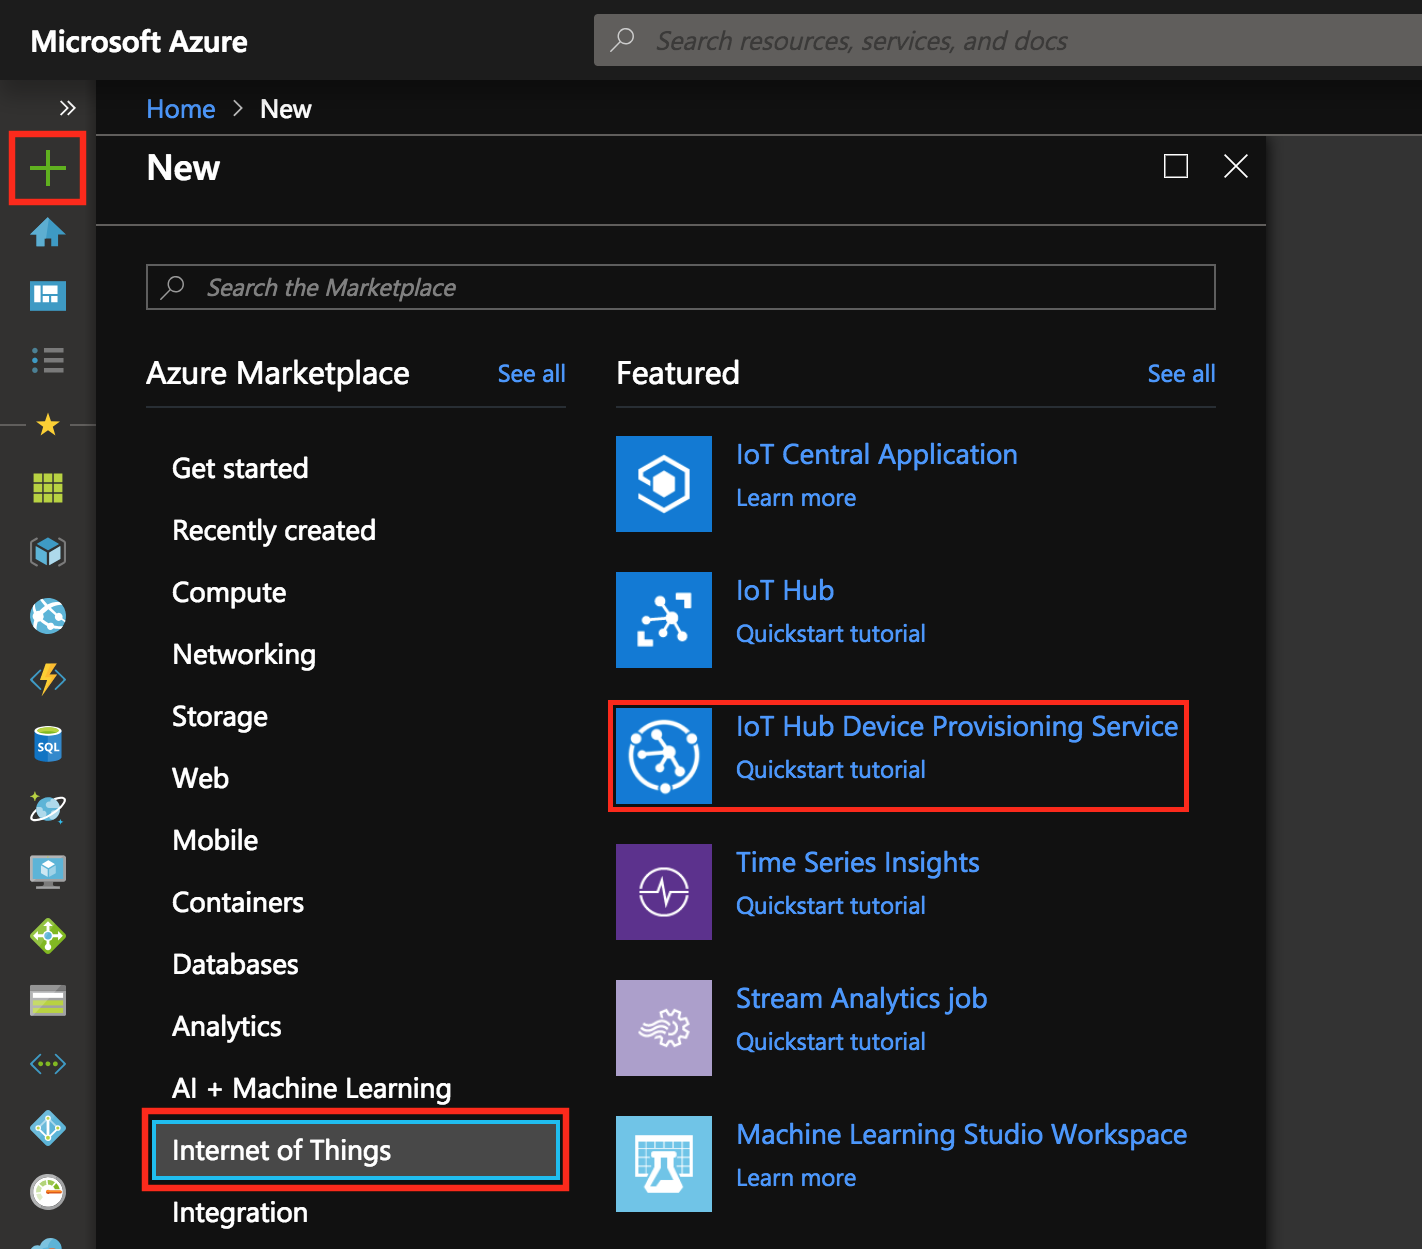 Microsoft Azure
Search resources, services, and docs
Home > New
New
Search the Marketplace
Azure Marketplace
See all
Get started
Recently created
Compute
Networking
Storage
Web
Mobile
Containers
Databases
Analytics
AI + Machine Learning
Internet of Things
Integration
Featured
See all
IoT Central Application
Learn more
IoT Hub
Quickstart tutorial
IoT Hub Device Provisioning Service
Quickstart tutorial
Time Series Insights
Quickstart tutorial
Stream Analytics job
Quickstart tutorial
Machine Learning Studio Workspace
Learn more
SQL